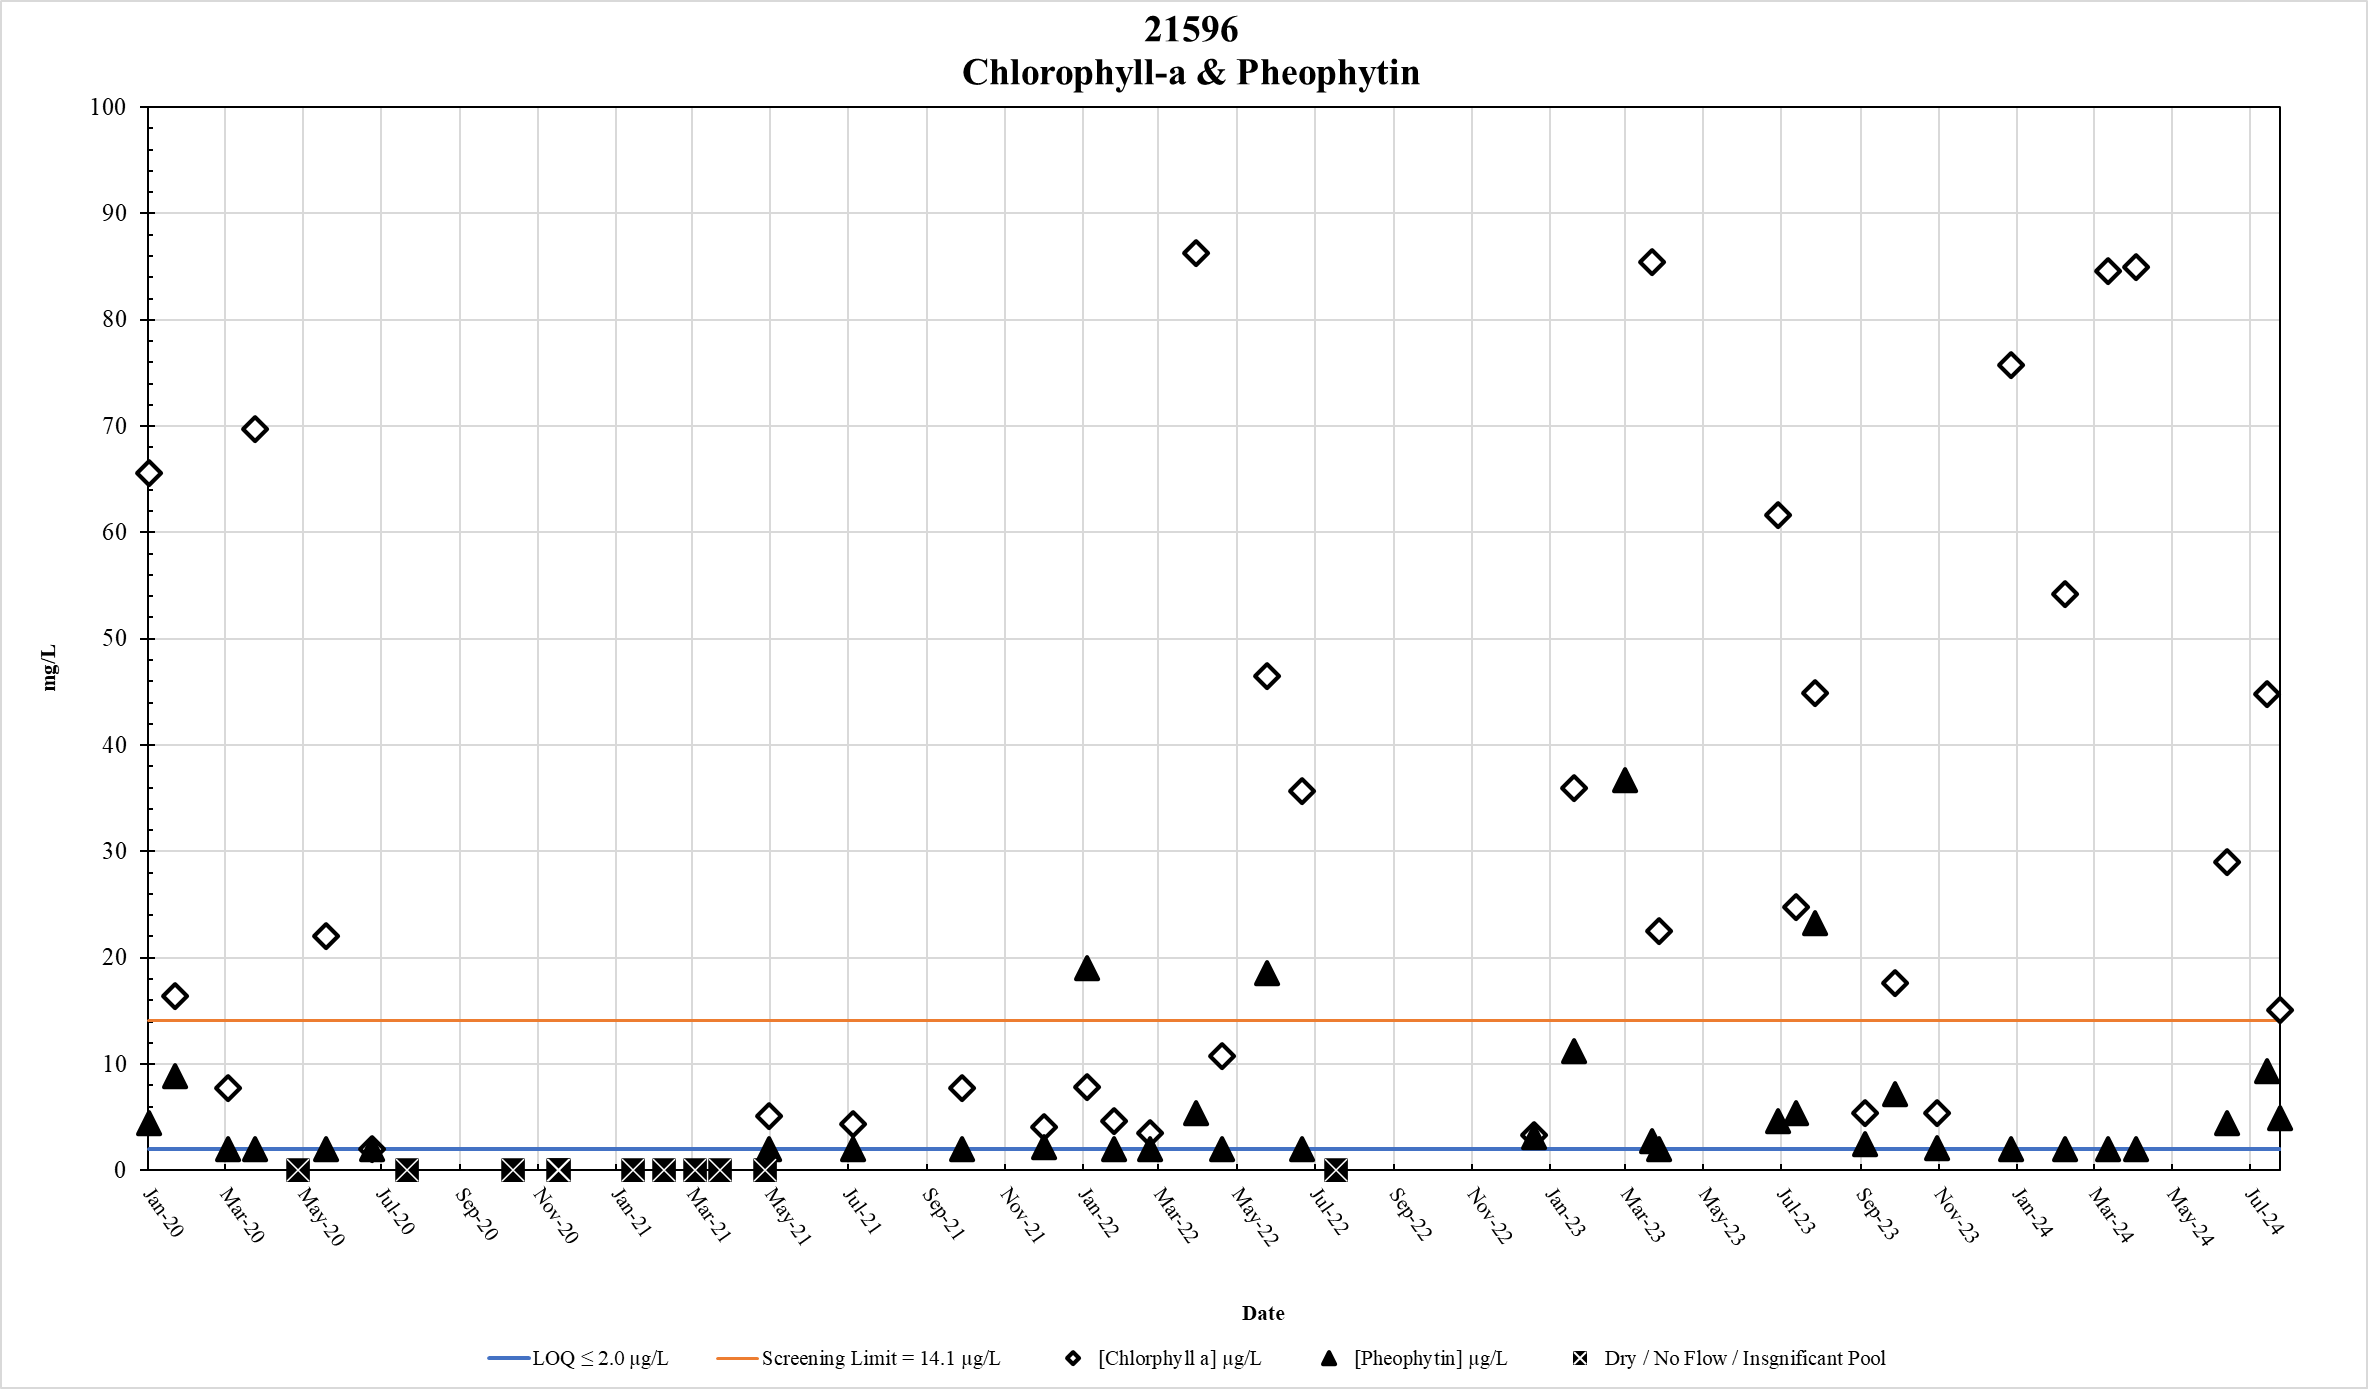 21596
Chlorophyll-a & Pheophytin
100
90
80
70
60
50
40
30
20
10
0
mg/L
Jan-20
Mar-20
May-20
Jul-20
Sep-20
Nov-20
Jan-21
Mar-21
May-21
Jul-21
Sep-21
Nov-21
Jan-22
Mar-22
May-22
Jul-22
Sep-22
Nov-22
Jan-23
Mar-23
May-23
Jul-23
Sep-23
Nov-23
Jan-24
Mar-24
May-24
Jul-24
Date
LOQ ≤ 2.0 µg/L
Screening Limit = 14.1 µg/L
[Chlorphyll a] µg/L
[Pheophytin] µg/L
Dry / No Flow / Insgnificant Pool